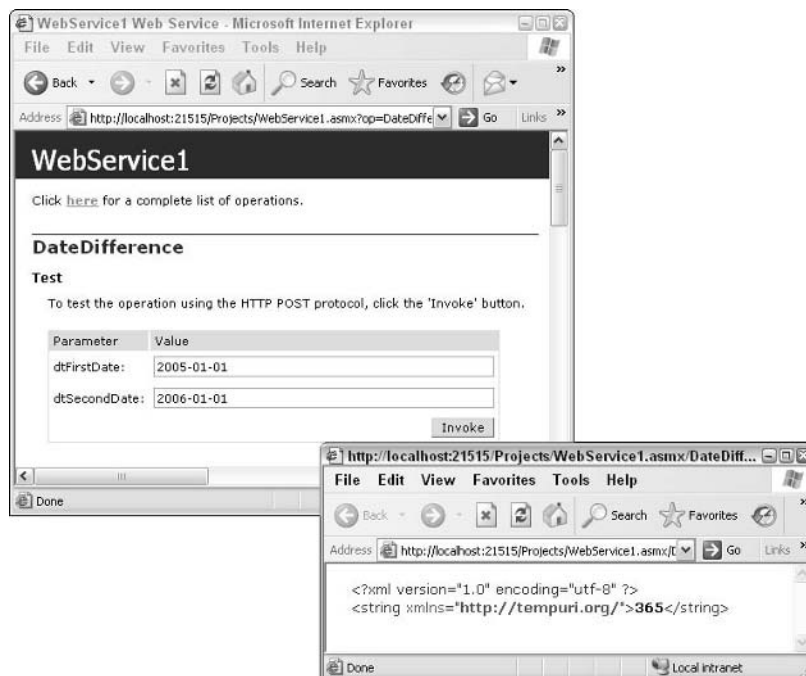 WebService1 Web Service - Microsoft Internet Explorer
File Edit View Favorites Tools Help
Back Search Favorites
Address http://localhost:21515/Projects/WebService1.asmx?op=DateDiffe Go Links
WebService1
Click here for a complete list of operations.
DateDifference
Test
To test the operation using the HTTP POST protocol, click the 'Invoke' button.
Parameter Value
dtFirstDate: 2005-01-01
dtSecondDate: 2006-01-01
Invoke
Done
http://localhost:21515/Projects/WebService1.asmx/DateDiff...
File Edit View Favorites Tools Help
Back Search Favorites
Address http://localhost:21515/Projects/WebService1.asmx/D Go Links
<?xml version="1.0" encoding="utf-8" ?>
<string xmlns="http://tempuri.org/">365</string>
Done Local intranet